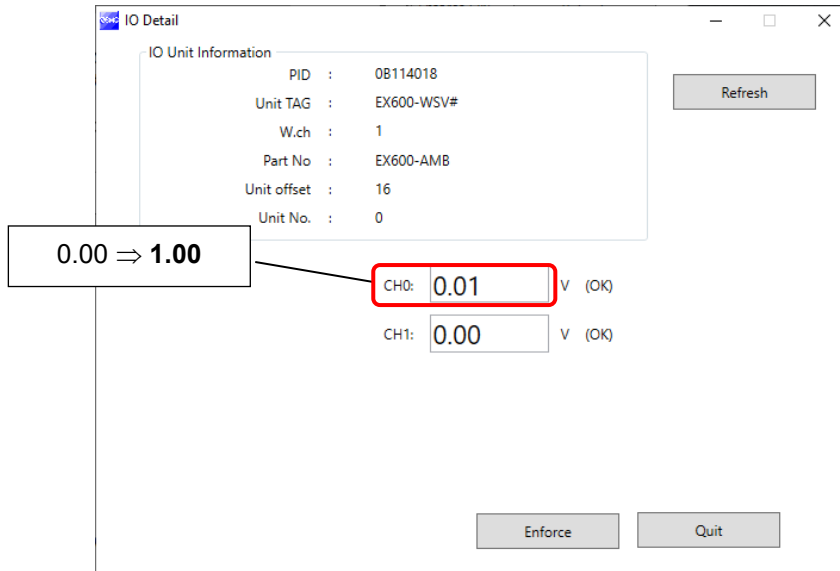 IO Detail
IO Unit Information
PID : 0B114018
Refresh
Unit TAG : EX600-WSV#
W.ch : 1
Part No : EX600-AMB
Unit offset : 16
Unit No. : 0
0.00 ⇒ 1.00
CH0: 0.01 V (OK)
CH1: 0.00 V (OK)
Enforce Quit